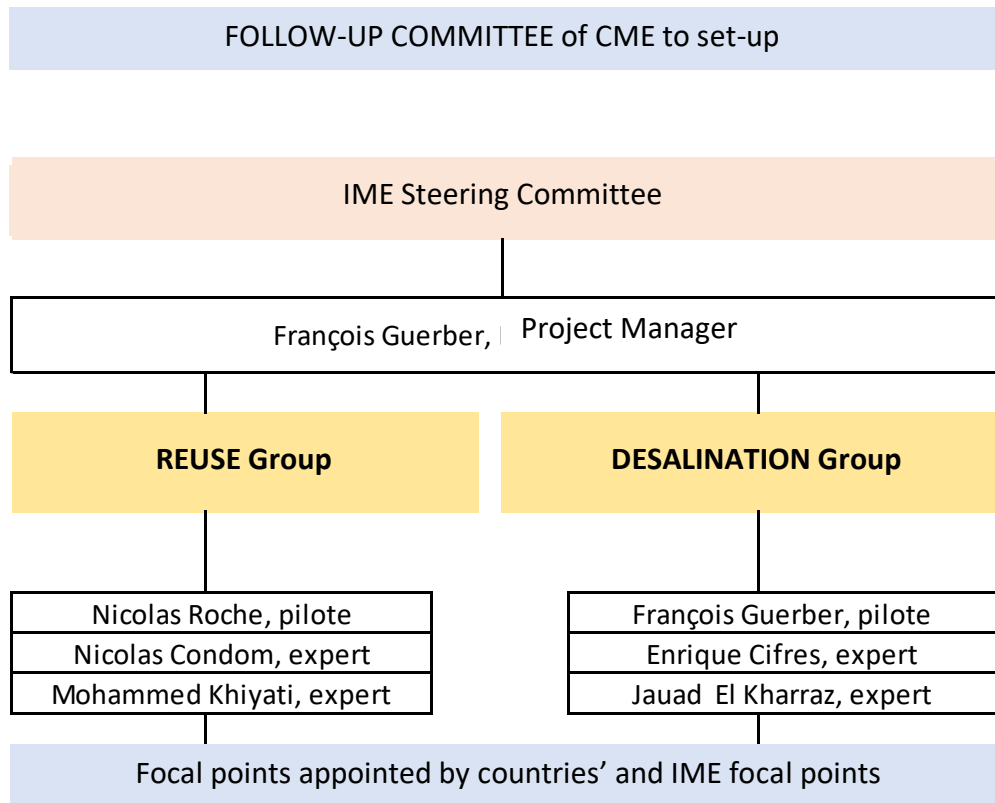 FOLLOW-UP COMMITTEE of CME to set-up
IME Steering Committee
François Guerber, Project Manager
REUSE Group
DESALINATION Group
Nicolas Roche, pilote
Nicolas Condom, expert
Mohammed Khiyati, expert
François Guerber, pilote
Enrique Cifres, expert
Jauad El Kharraz, expert
Focal points appointed by countries’ and IME focal points